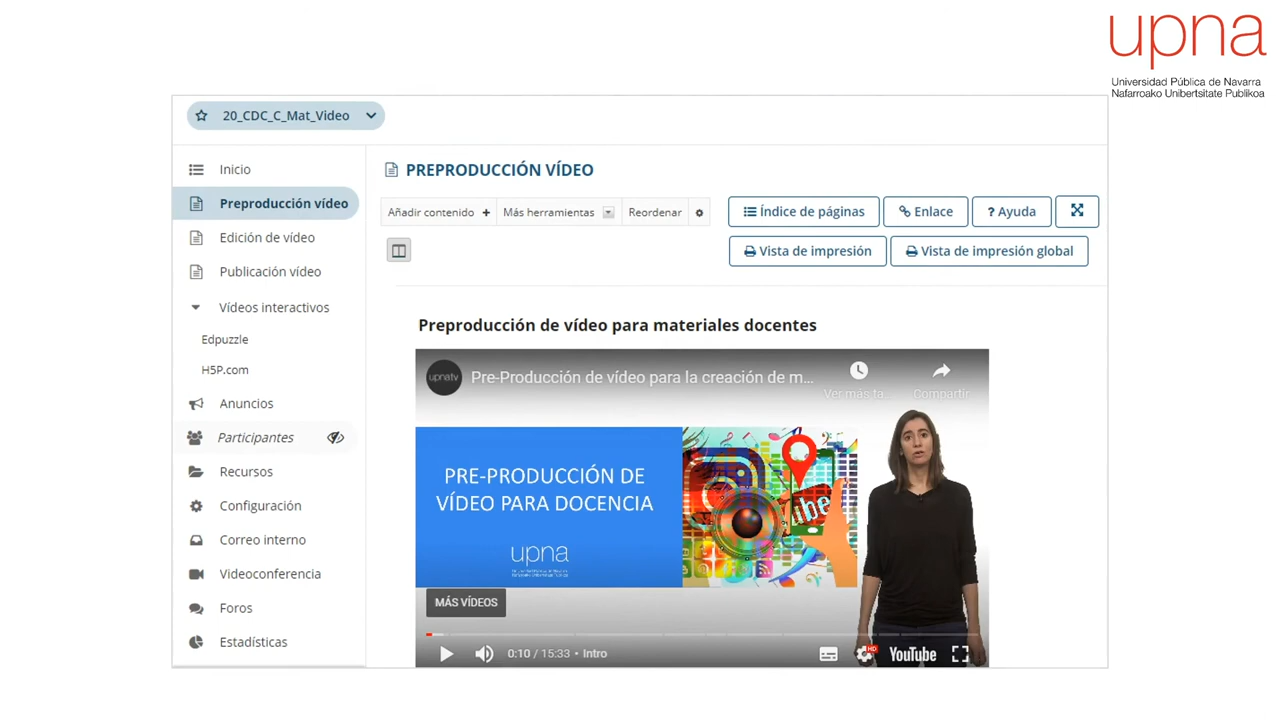 upna
Universidad Pública de Navarra
Nafarroako Unibertsitate Publikoa
20_CDC_C_Mat_Video
Inicio
Preproducción vídeo
Edición de vídeo
Publicación vídeo
Vídeos interactivos
Edpuzzle
H5P.com
Anuncios
Participantes
Recursos
Configuración
Correo interno
Videoconferencia
Foros
Estadísticas
PREPRODUCCIÓN VÍDEO
Añadir contenido +
Más herramientas
Reordenar
Índice de páginas
Enlace
? Ayuda
Vista de impresión
Vista de impresión global
Preproducción de vídeo para materiales docentes
upnatv
Pre-Producción de vídeo para la creación de m...
Ver más ta...
Compartir
PRE-PRODUCCIÓN DE
VÍDEO PARA DOCENCIA
upna
MÁS VÍDEOS
0:10 / 15:33 • Intro
HD
YouTube